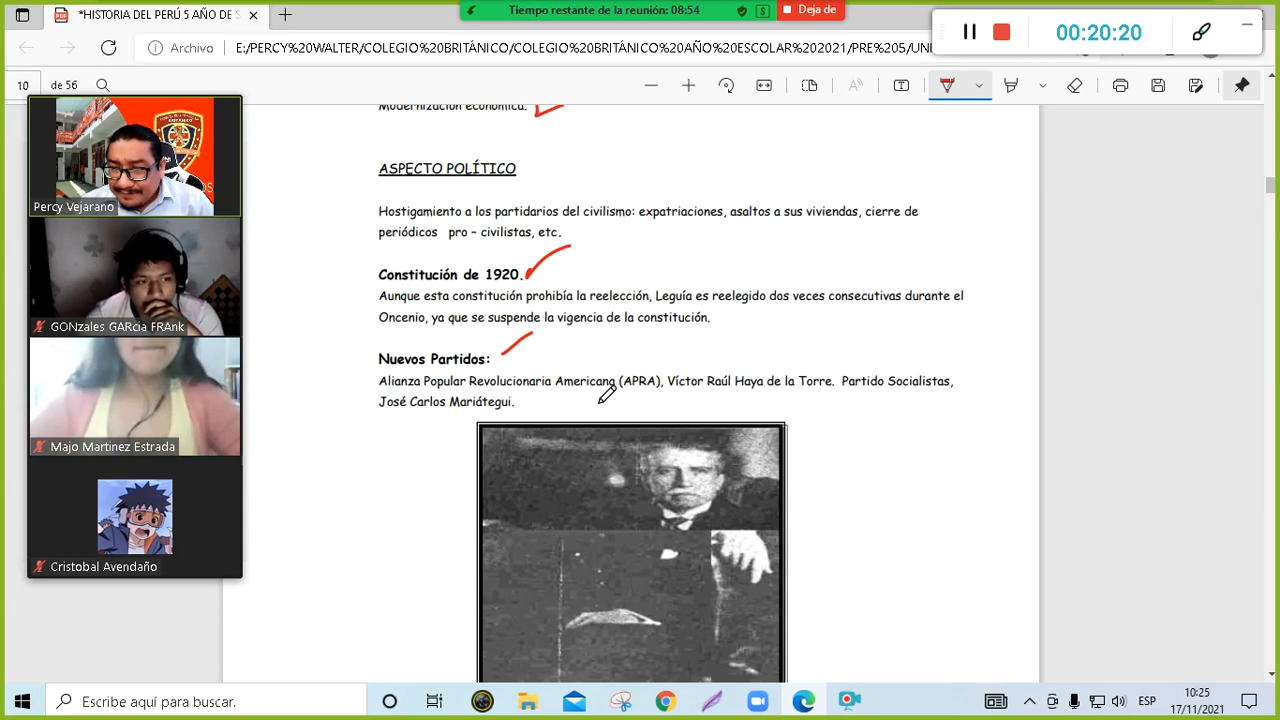 *HISTORIA DEL PERÚ 5 AÑO DE S
Tiempo restante de la reunión: 08:54
Deja de
Archivo
E:/PERCY%20WALTER/COLEGIO%20BRITÁNICO/COLEGIO%20BRITÁNICO%20AÑO%20ESCOLAR%202021/PRE%205/UN
00:20:20
10 de 56
Modernización económica.
ASPECTO POLÍTICO
Hostigamiento a los partidarios del civilismo: expatriaciones, asaltos a sus viviendas, cierre de
periódicos pro – civilistas, etc.
Constitución de 1920.
Aunque esta constitución prohibía la reelección, Leguía es reelegido dos veces consecutivas durante el
Oncenio, ya que se suspende la vigencia de la constitución.
Nuevos Partidos:
Alianza Popular Revolucionaria Americana (APRA), Víctor Raúl Haya de la Torre. Partido Socialistas,
José Carlos Mariátegui.
Percy Vejarano
GONzales GARcia FRAnk
Majo Martinez Estrada
Cristobal Avendaño
Escribe aquí para buscar
ESP
10:25
17/11/2021